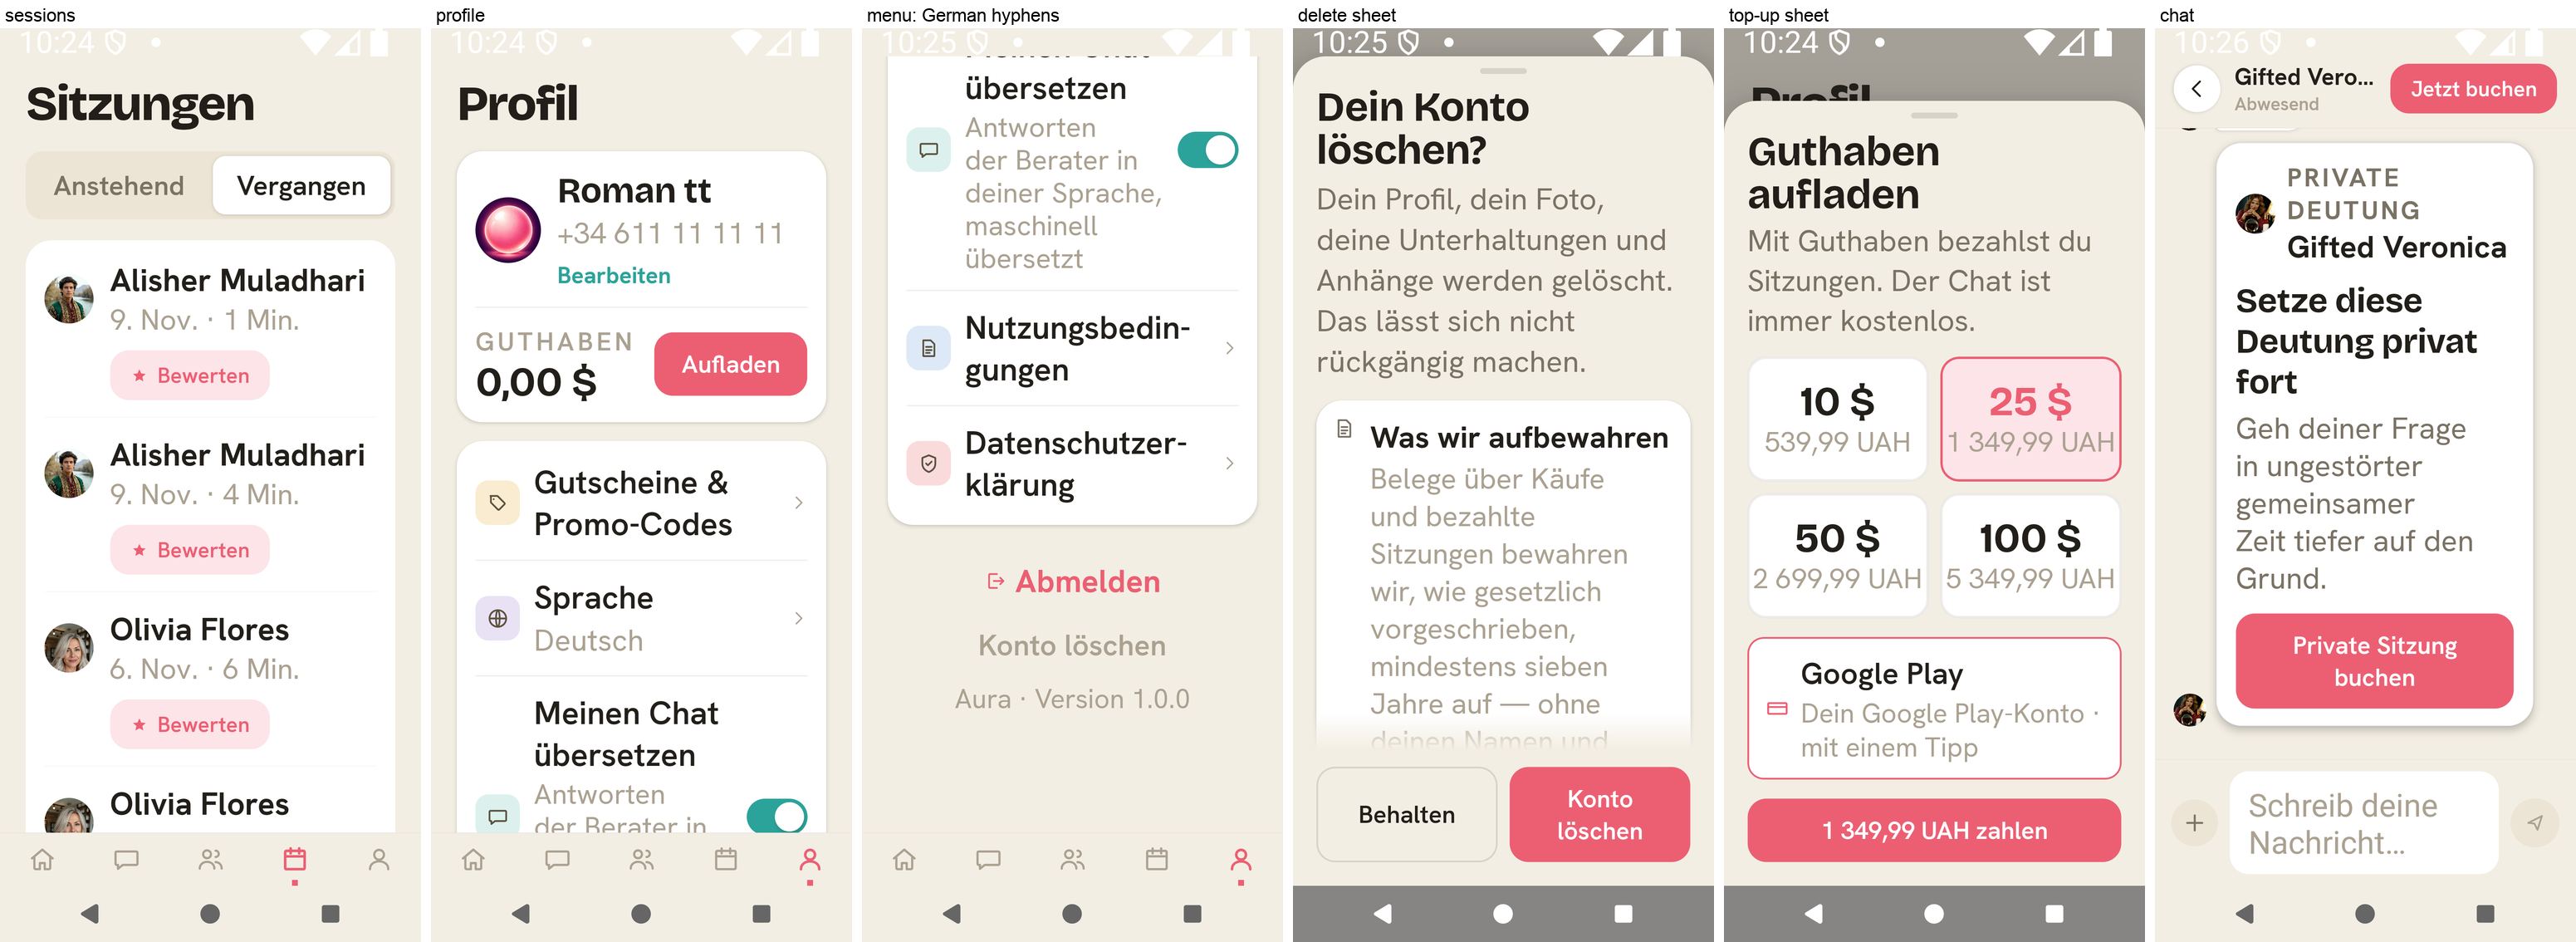 sessions
10:24
Sitzungen
Anstehend
Vergangen
Alisher Muladhari
9. Nov. · 1 Min.
Bewerten
Alisher Muladhari
9. Nov. · 4 Min.
Bewerten
Olivia Flores
6. Nov. · 6 Min.
Bewerten
Olivia Flores
profile
10:24
Profil
Roman tt
+34 611 11 11 11
Bearbeiten
GUTHABEN
0,00 $
Aufladen
Gutscheine &
Promo-Codes
Sprache
Deutsch
Meinen Chat
übersetzen
Antworten
der Berater in
menu: German hyphens
10:25
Meinen Chat
übersetzen
Antworten
der Berater in
deiner Sprache,
maschinell
übersetzt
Nutzungsbedin-
gungen
Datenschutzer-
klärung
Abmelden
Konto löschen
Aura · Version 1.0.0
delete sheet
10:25
Dein Konto
löschen?
Dein Profil, dein Foto,
deine Unterhaltungen und
Anhänge werden gelöscht.
Das lässt sich nicht
rückgängig machen.
Was wir aufbewahren
Belege über Käufe
und bezahlte
Sitzungen bewahren
wir, wie gesetzlich
vorgeschrieben,
mindestens sieben
Jahre auf — ohne
deinen Namen und
Behalten
Konto
löschen
top-up sheet
10:24
Profil
Guthaben
aufladen
Mit Guthaben bezahlst du
Sitzungen. Der Chat ist
immer kostenlos.
10 $
539,99 UAH
25 $
1 349,99 UAH
50 $
2 699,99 UAH
100 $
5 349,99 UAH
Google Play
Dein Google Play-Konto ·
mit einem Tipp
1 349,99 UAH zahlen
chat
10:26
Gifted Vero...
Abwesend
Jetzt buchen
PRIVATE
DEUTUNG
Gifted Veronica
Setze diese
Deutung privat
fort
Geh deiner Frage
in ungestörter
gemeinsamer
Zeit tiefer auf den
Grund.
Private Sitzung
buchen
Schreib deine
Nachricht...